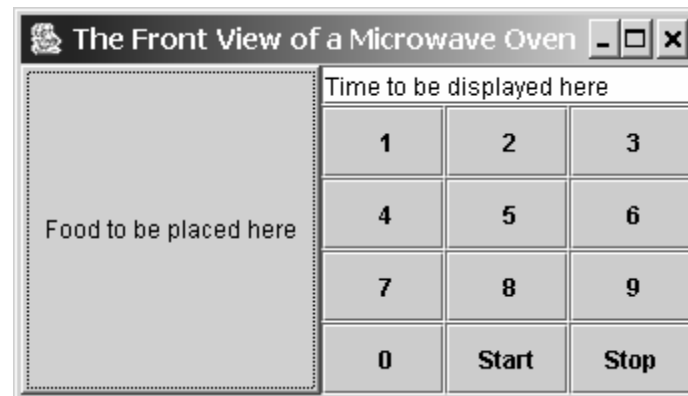 The Front View of a Microwave Oven
Time to be displayed here
Food to be placed here
1 2 3
4 5 6
7 8 9
0 Start Stop